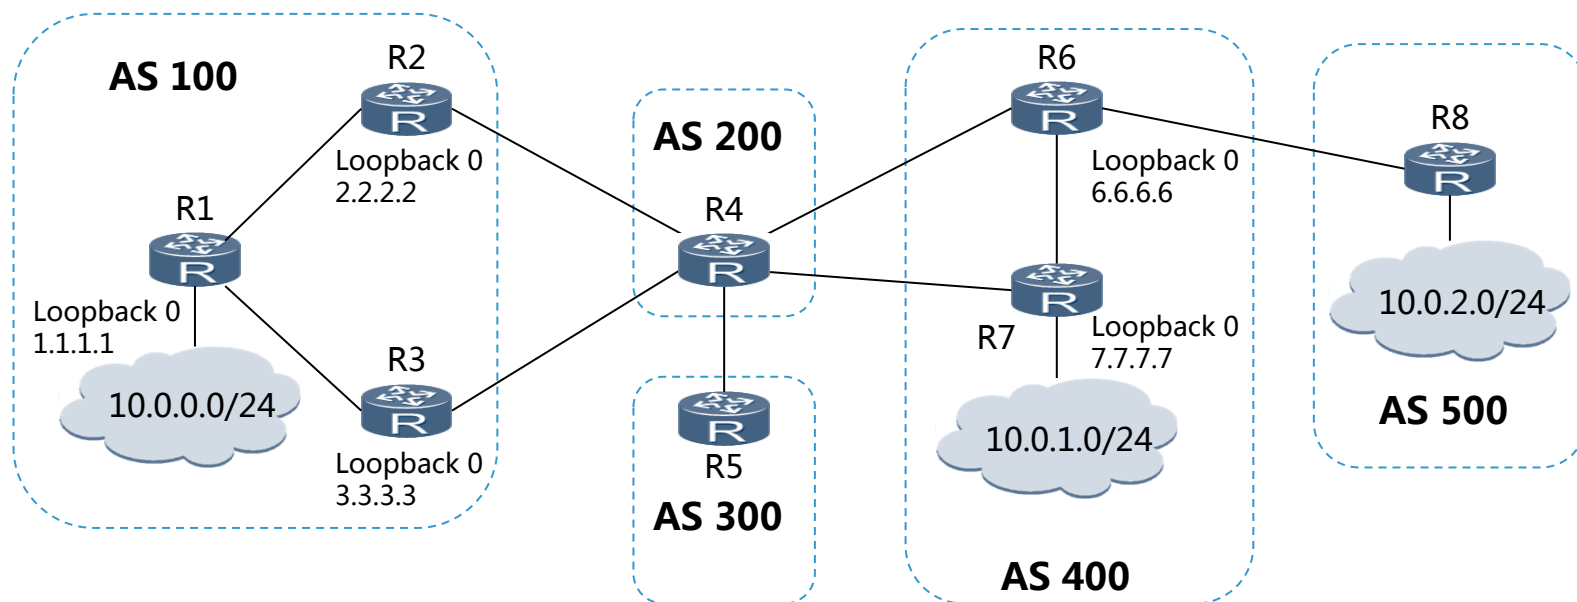 AS 100
R2
R
Loopback 0
2.2.2.2
R1
R
Loopback 0
1.1.1.1
10.0.0.0/24
R3
R
Loopback 0
3.3.3.3
AS 200
R4
R
R
R5
AS 300
R6
R
Loopback 0
6.6.6.6
R
R7
Loopback 0
7.7.7.7
10.0.1.0/24
AS 400
R8
R
10.0.2.0/24
AS 500